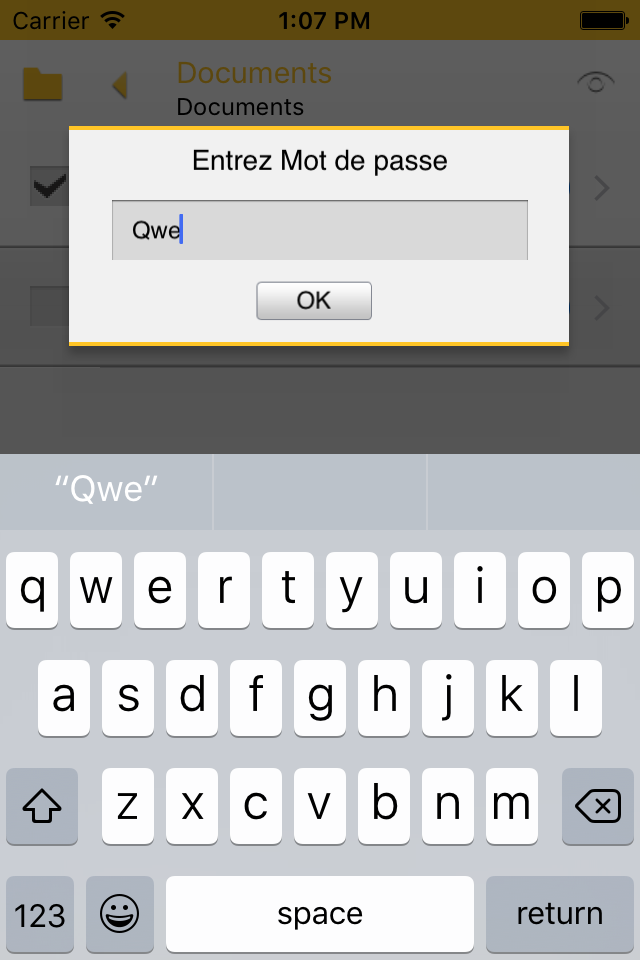 Carrier 1:07 PM
Documents
Documents
Entrez Mot de passe
Qwe
OK
“Qwe”
q w e r t y u i o p
a s d f g h j k l
z x c v b n m
123 space return